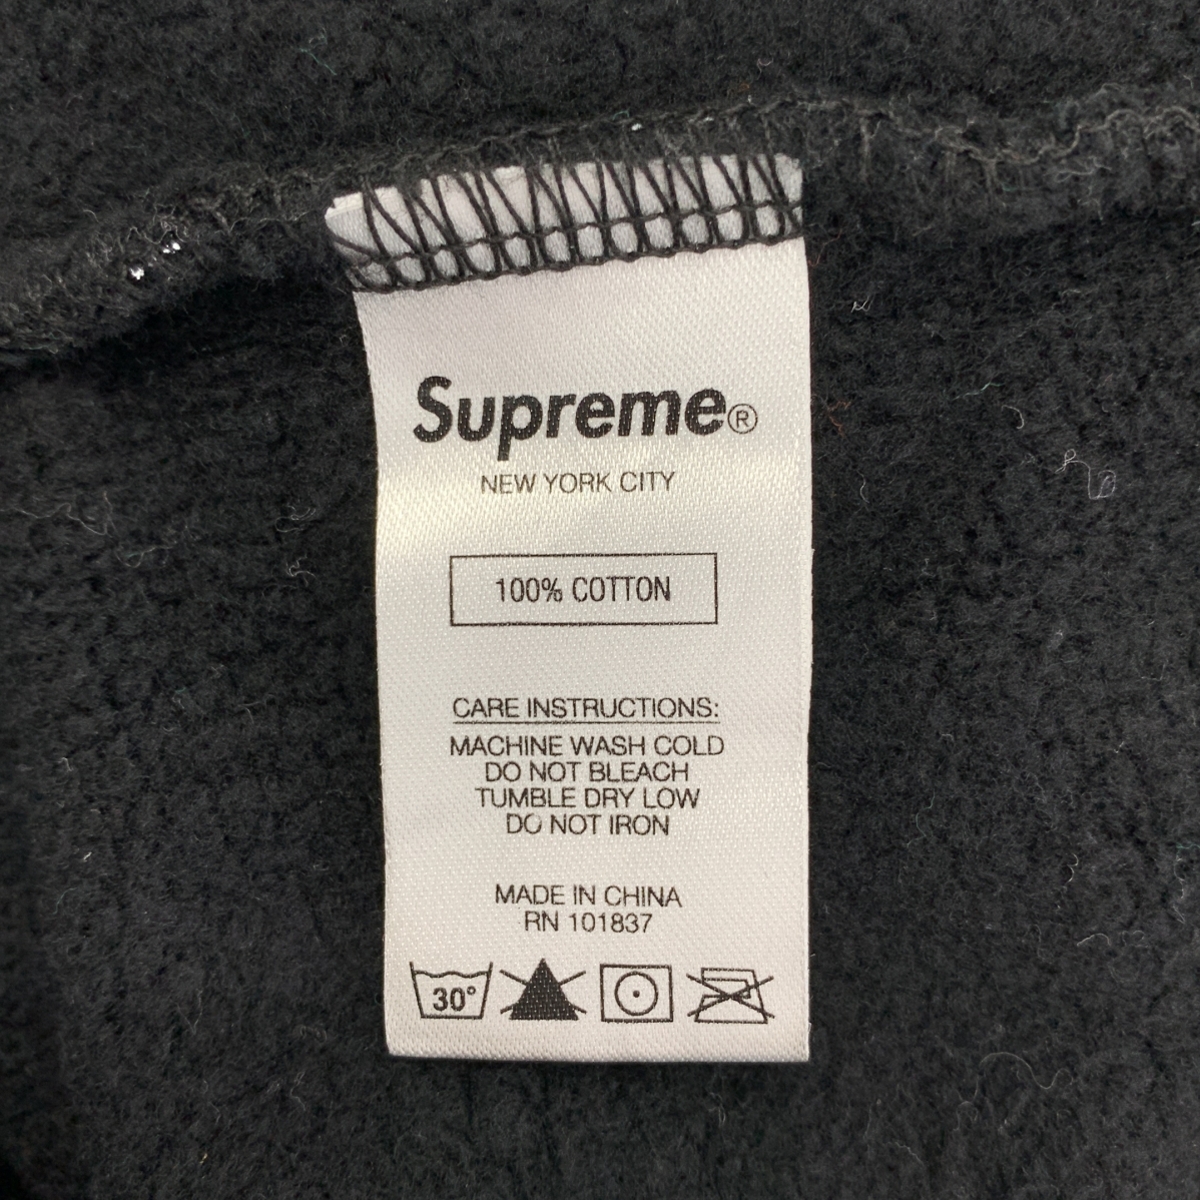 Supreme®
NEW YORK CITY
100% COTTON
CARE INSTRUCTIONS:
MACHINE WASH COLD
DO NOT BLEACH
TUMBLE DRY LOW
DO NOT IRON
MADE IN CHINA
RN 101837
30°